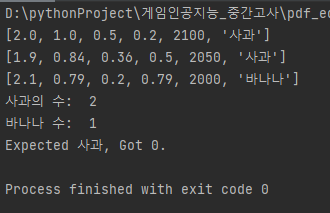 D:\pythonProject\게임인공지능_중간고사\pdf_ed
[2.0, 1.0, 0.5, 0.2, 2100, '사과']
[1.9, 0.84, 0.36, 0.5, 2050, '사과']
[2.1, 0.79, 0.2, 0.79, 2000, '바나나']
사과의 수:  2
바나나 수:  1
Expected 사과, Got 0.
Process finished with exit code 0